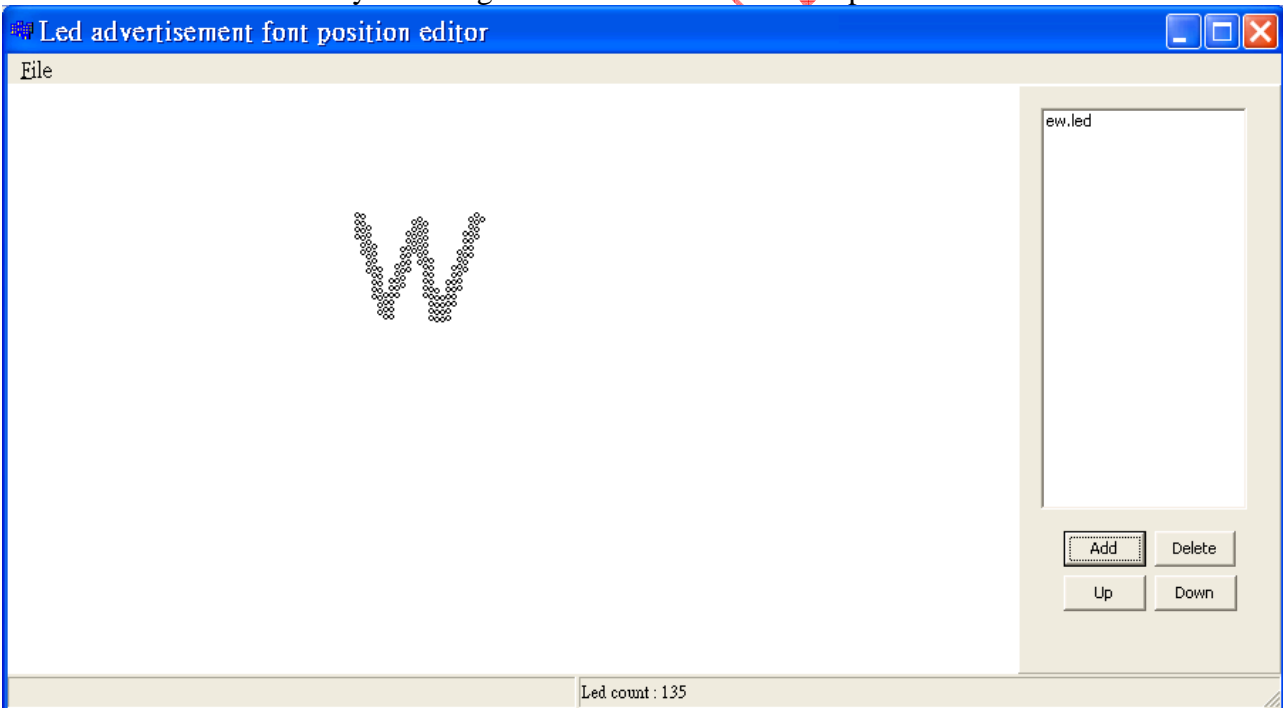 Led advertisement font position editor
File
ew.led
W
Add Delete
Up Down
Led count : 135